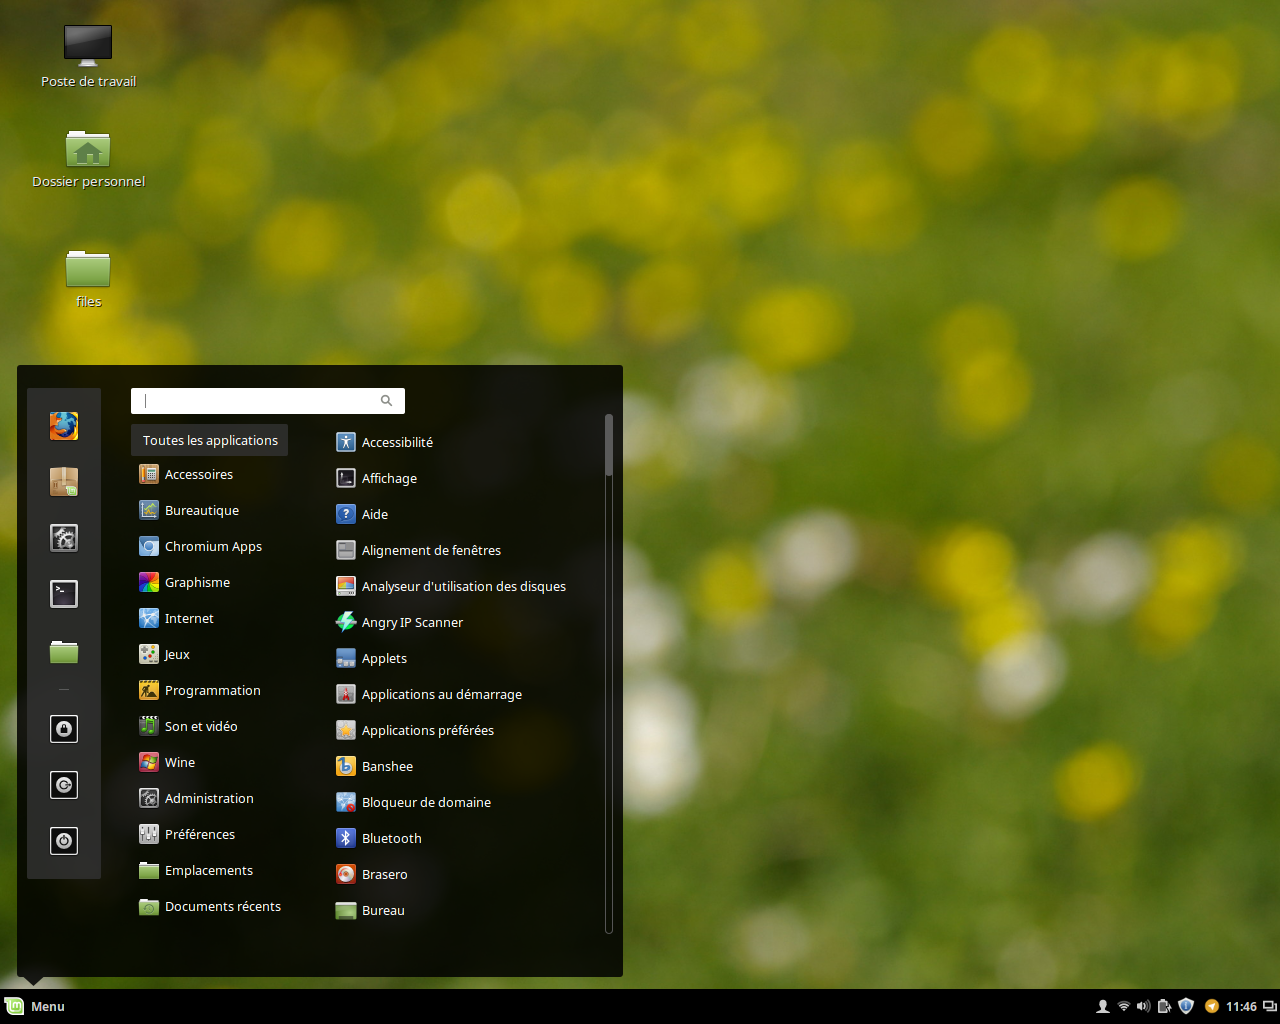 Poste de travail
Dossier personnel
files
Toutes les applications
Accessoires
Bureautique
Chromium Apps
Graphisme
Internet
Jeux
Programmation
Son et vidéo
Wine
Administration
Préférences
Emplacements
Documents récents
Accessibilité
Affichage
Aide
Alignement de fenêtres
Analyseur d'utilisation des disques
Angry IP Scanner
Applets
Applications au démarrage
Applications préférées
Banshee
Bloqueur de domaine
Bluetooth
Brasero
Bureau
Menu
11:46